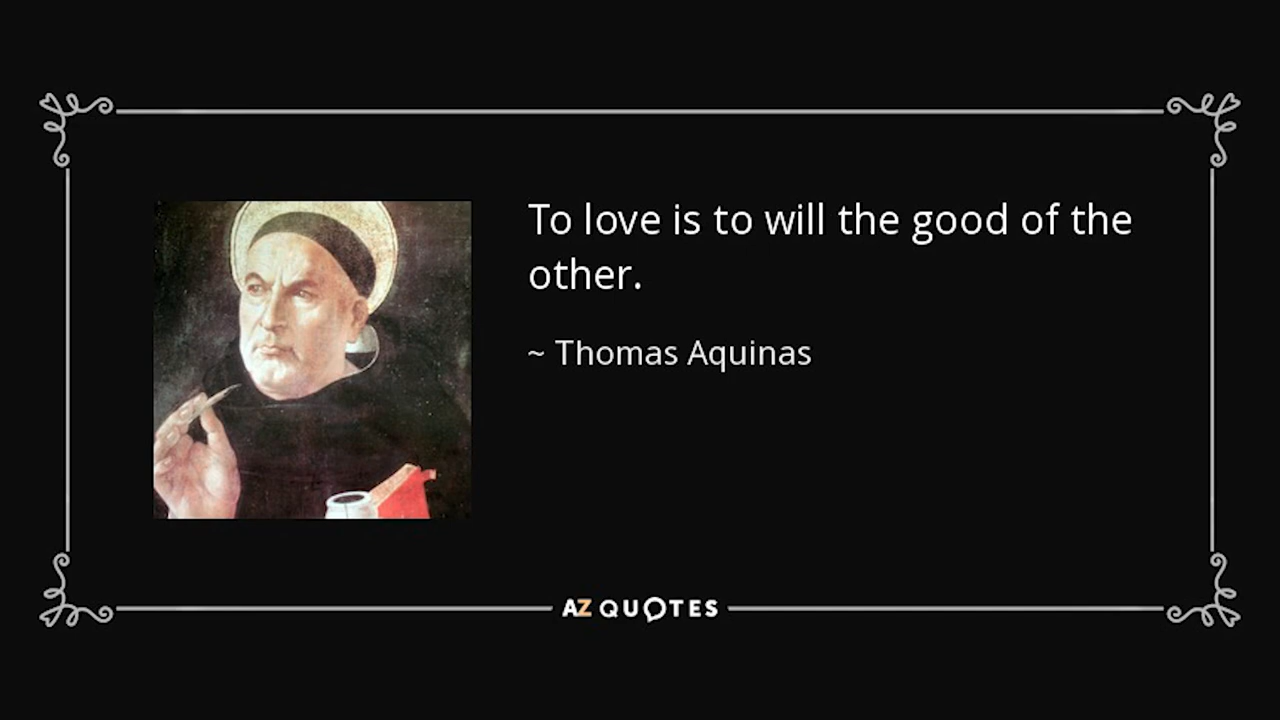 To love is to will the good of the
other.
~ Thomas Aquinas
AZ QUOTES